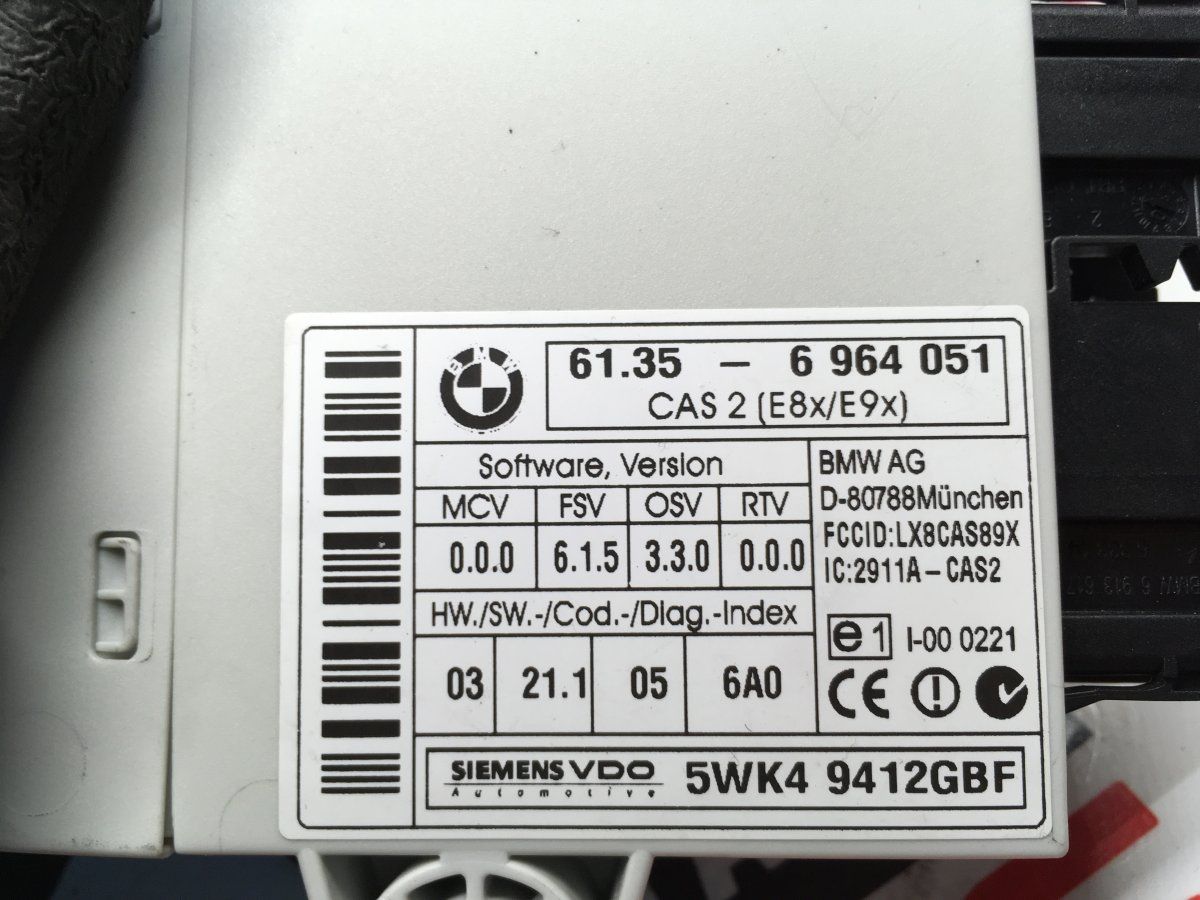 BMW
61.35 – 6 964 051
CAS 2 (E8x/E9x)
Software, Version
MCV FSV OSV RTV
0.0.0 6.1.5 3.3.0 0.0.0
HW./SW.-/Cod.-/Diag.-Index
03 21.1 05 6A0
BMW AG
D-80788München
FCCID:LX8CAS89X
IC:2911A–CAS2
e1 I-00 0221
CE
SIEMENS VDO
Automotive
5WK4 9412GBF